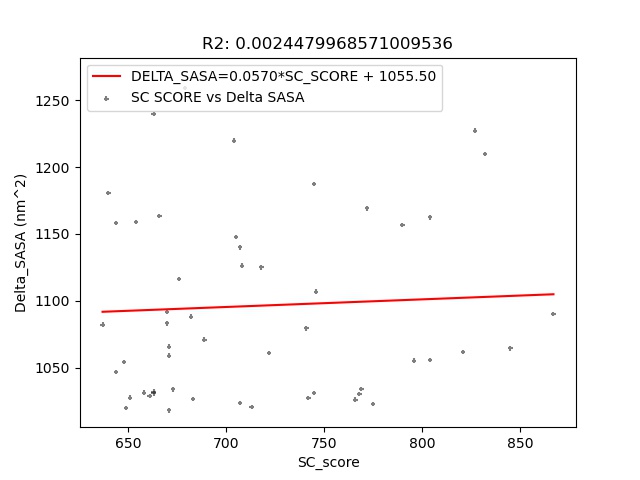 R2: 0.0024479968571009536
DELTA_SASA=0.0570*SC_SCORE + 1055.50
SC SCORE vs Delta SASA
Delta_SASA (nm^2)
1250
1200
1150
1100
1050
650 700 750 800 850
SC_score